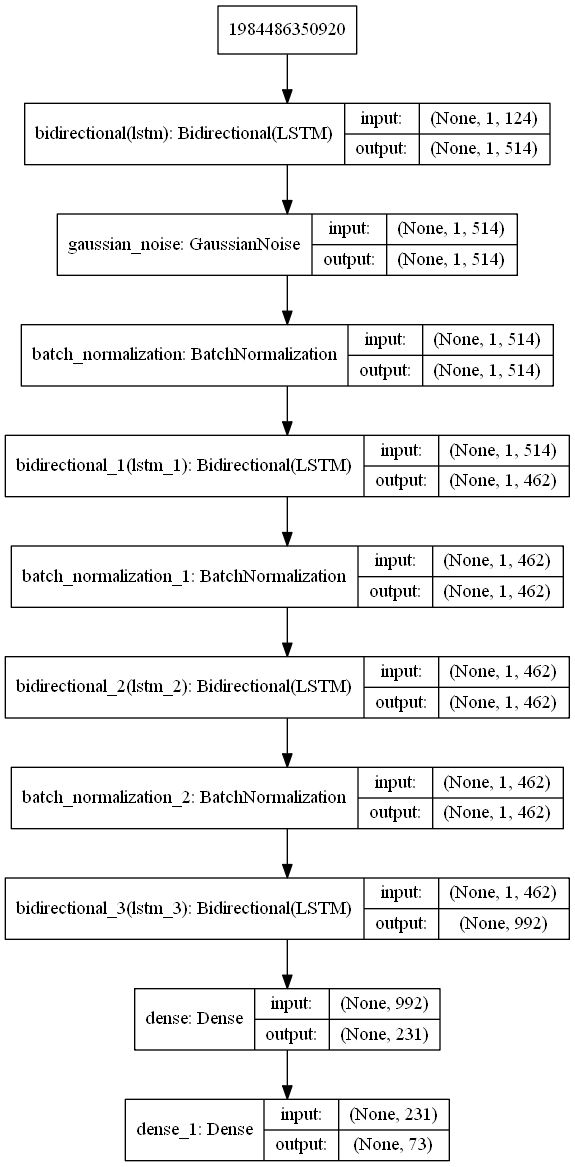 1984486350920
bidirectional(lstm): Bidirectional(LSTM)
input: (None, 1, 124)
output: (None, 1, 514)
gaussian_noise: GaussianNoise
input: (None, 1, 514)
output: (None, 1, 514)
batch_normalization: BatchNormalization
input: (None, 1, 514)
output: (None, 1, 514)
bidirectional_1(lstm_1): Bidirectional(LSTM)
input: (None, 1, 514)
output: (None, 1, 462)
batch_normalization_1: BatchNormalization
input: (None, 1, 462)
output: (None, 1, 462)
bidirectional_2(lstm_2): Bidirectional(LSTM)
input: (None, 1, 462)
output: (None, 1, 462)
batch_normalization_2: BatchNormalization
input: (None, 1, 462)
output: (None, 1, 462)
bidirectional_3(lstm_3): Bidirectional(LSTM)
input: (None, 1, 462)
output: (None, 992)
dense: Dense
input: (None, 992)
output: (None, 231)
dense_1: Dense
input: (None, 231)
output: (None, 73)